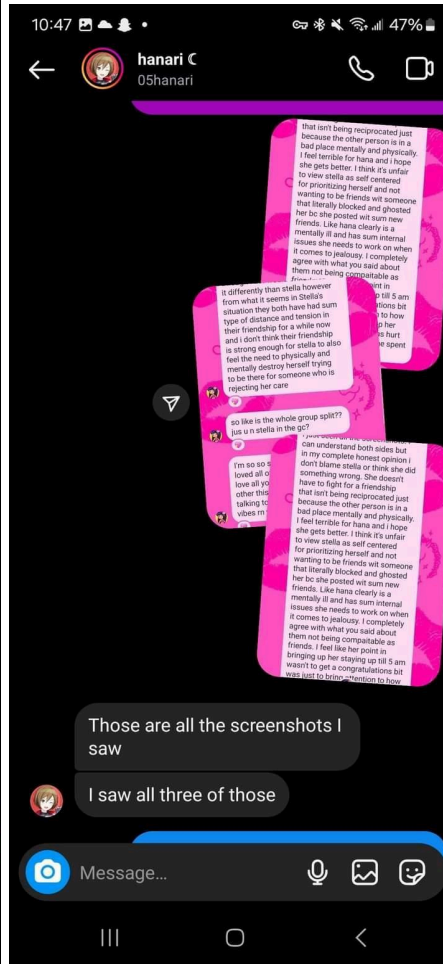 10:47
47%
hanari ☾
05hanari
that isn't being reciprocated just
because the other person is in a
bad place mentally and physically.
I feel terrible for hana and i hope
she gets better. I think it's unfair
to view stella as self centered
for prioritizing herself and not
wanting to be friends wit someone
that literally blocked and ghosted
her bc she posted wit sum new
friends. Like hana clearly is a
mentally ill and has sum internal
issues she needs to work on when
it comes to jealousy. I completely
agree with what you said about
them not being compaitable as
till 5 am
bit
to how
her
hurt
spent
it differently than stella however
from what it seems in Stella's
situation they both have had sum
type of distance and tension in
their friendship for a while now
and i don't think their friendship
is strong enough for stella to also
feel the need to physically and
mentally destroy herself trying
to be there for someone who is
rejecting her care
so like is the whole group split??
jus u n stella in the gc?
I'm so so s
loved all o
love all yo
other this
talking to
vibes rn
can understand both sides but
in my complete honest opinion i
don't blame stella or think she did
something wrong. She doesn't
have to fight for a friendship
that isn't being reciprocated just
because the other person is in a
bad place mentally and physically.
I feel terrible for hana and i hope
she gets better. I think it's unfair
to view stella as self centered
for prioritizing herself and not
wanting to be friends wit someone
that literally blocked and ghosted
her bc she posted wit sum new
friends. Like hana clearly is a
mentally ill and has sum internal
issues she needs to work on when
it comes to jealousy. I completely
agree with what you said about
them not being compaitable as
friends. I feel like her point in
bringing up her staying up till 5 am
wasn't to get a congratulations bit
was just to bring attention to how
Those are all the screenshots I
saw
I saw all three of those
Message...